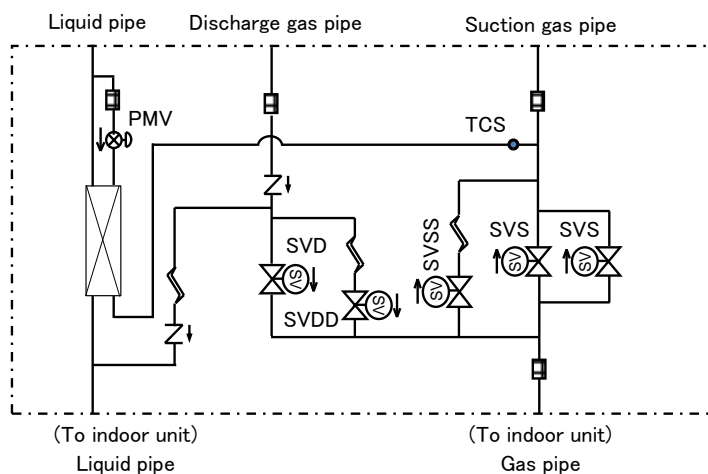 Liquid pipe
Discharge gas pipe
Suction gas pipe
PMV
TCS
SVD
SVDD
SVSS
SVS
SVS
SV
SV
SV
SV
SV
(To indoor unit)
Liquid pipe
(To indoor unit)
Gas pipe